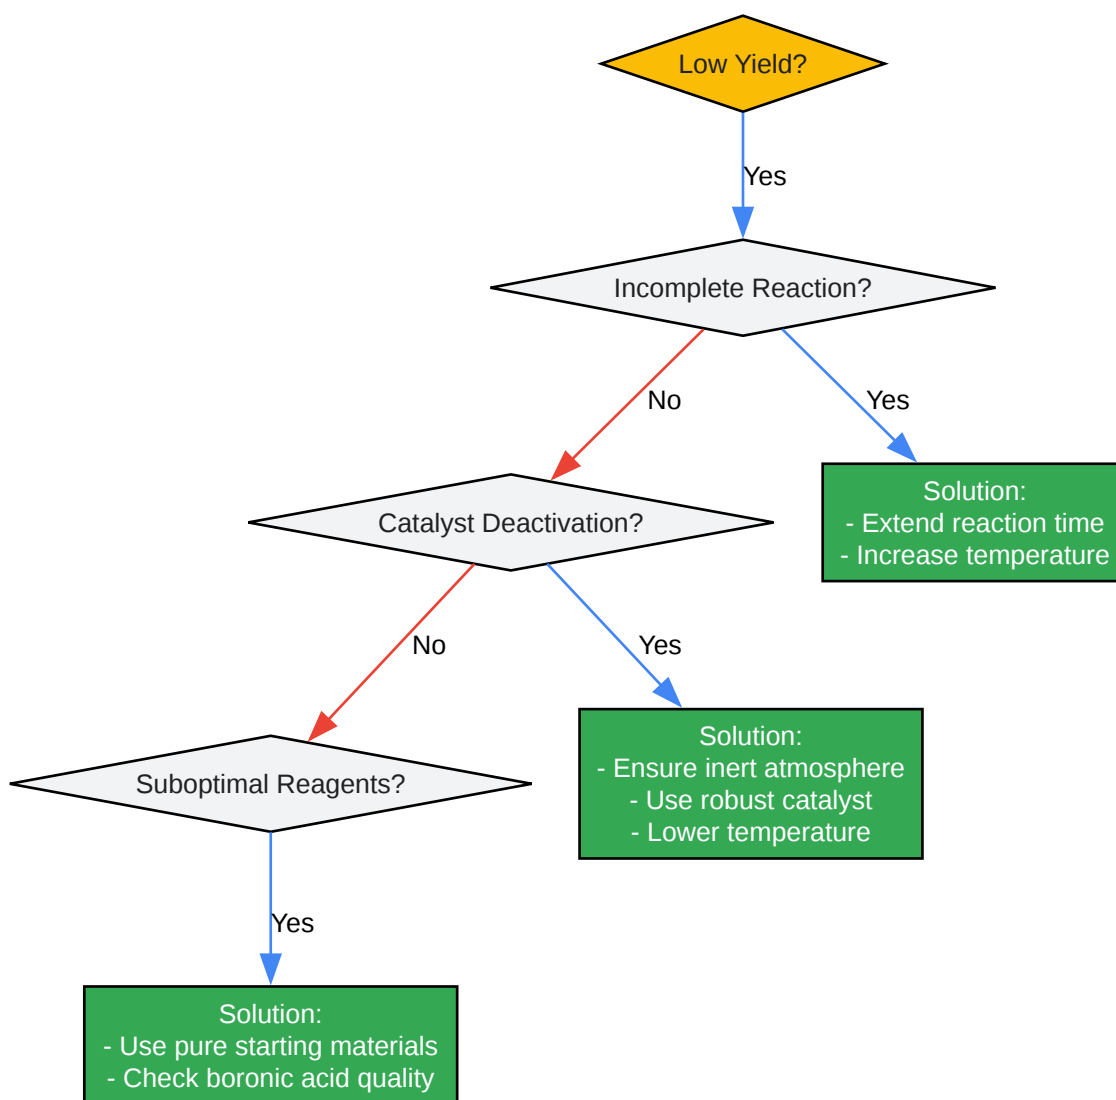 Low Yield?
Yes
Incomplete Reaction?
No
Yes
Solution:
- Extend reaction time
- Increase temperature
Catalyst Deactivation?
No
Yes
Solution:
- Ensure inert atmosphere
- Use robust catalyst
- Lower temperature
Suboptimal Reagents?
Yes
Solution:
- Use pure starting materials
- Check boronic acid quality